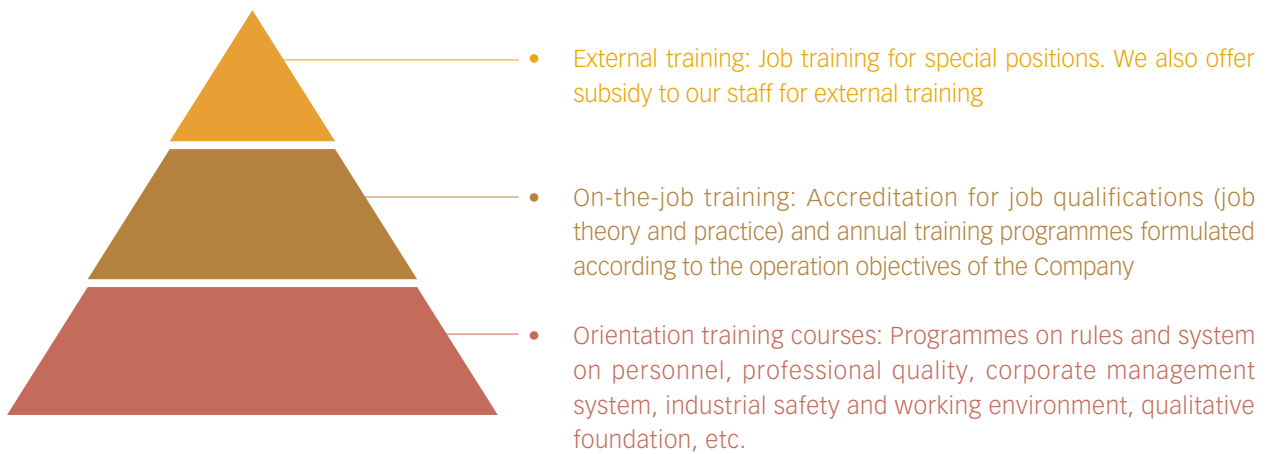 • External training: Job training for special positions. We also offer
subsidy to our staff for external training
• On-the-job training: Accreditation for job qualifications (job
theory and practice) and annual training programmes formulated
according to the operation objectives of the Company
• Orientation training courses: Programmes on rules and system
on personnel, professional quality, corporate management
system, industrial safety and working environment, qualitative
foundation, etc.